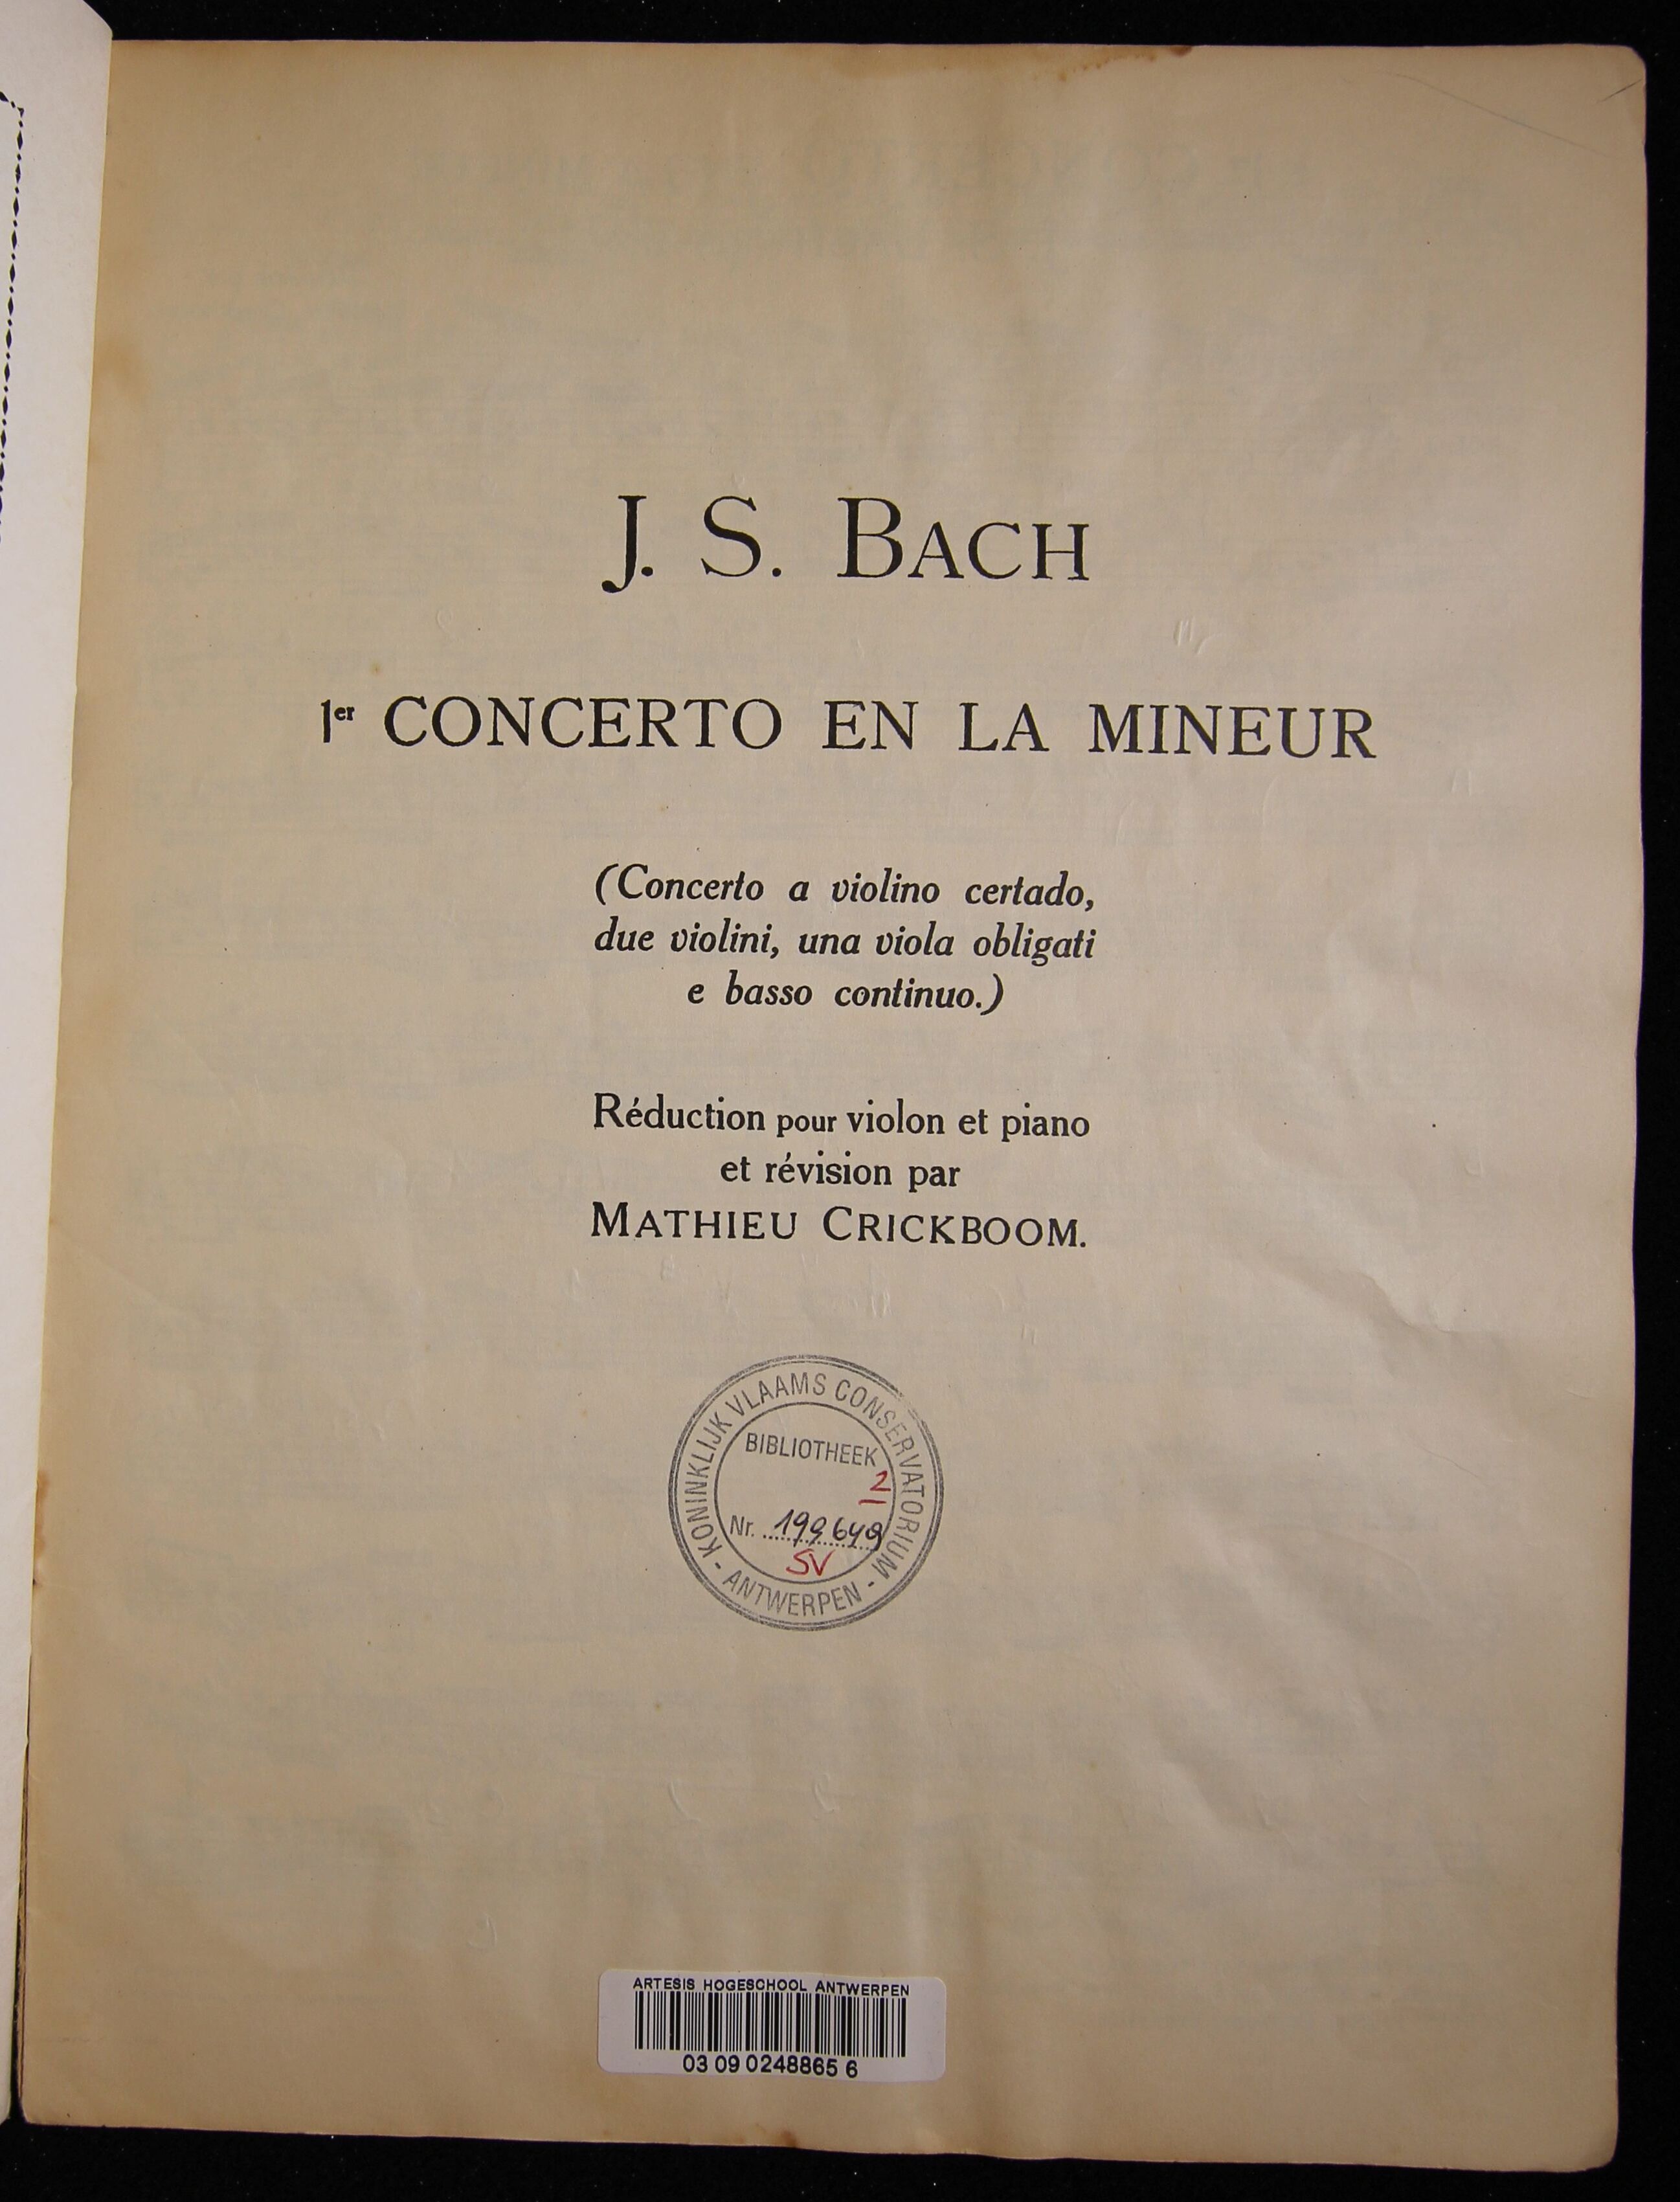 J. S. BACH
1er CONCERTO EN LA MINEUR
(Concerto a violino certado,
due violini, una viola obligati
e basso continuo.)
Réduction pour violon et piano
et révision par
MATHIEU CRICKBOOM.
KONINKLIJK VLAAMS CONSERVATORIUM
BIBLIOTHEEK
2
Nr. 199649
SV
- ANTWERPEN -
ARTESIS HOGESCHOOL ANTWERPEN
03 09 0248865 6